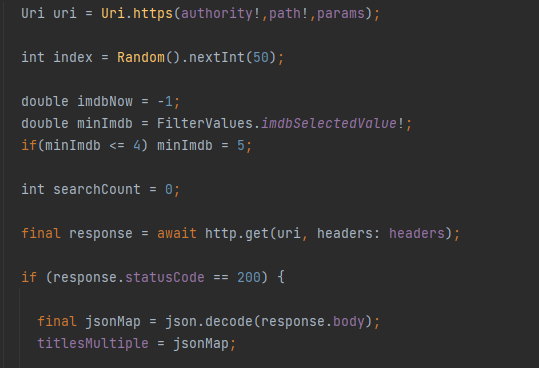 Uri uri = Uri.https(authority!,path!,params);
int index = Random().nextInt(50);
double imdbNow = -1;
double minImdb = FilterValues.imdbSelectedValue!;
if(minImdb <= 4) minImdb = 5;
int searchCount = 0;
final response = await http.get(uri, headers: headers);
if (response.statusCode == 200) {
final jsonMap = json.decode(response.body);
titlesMultiple = jsonMap;